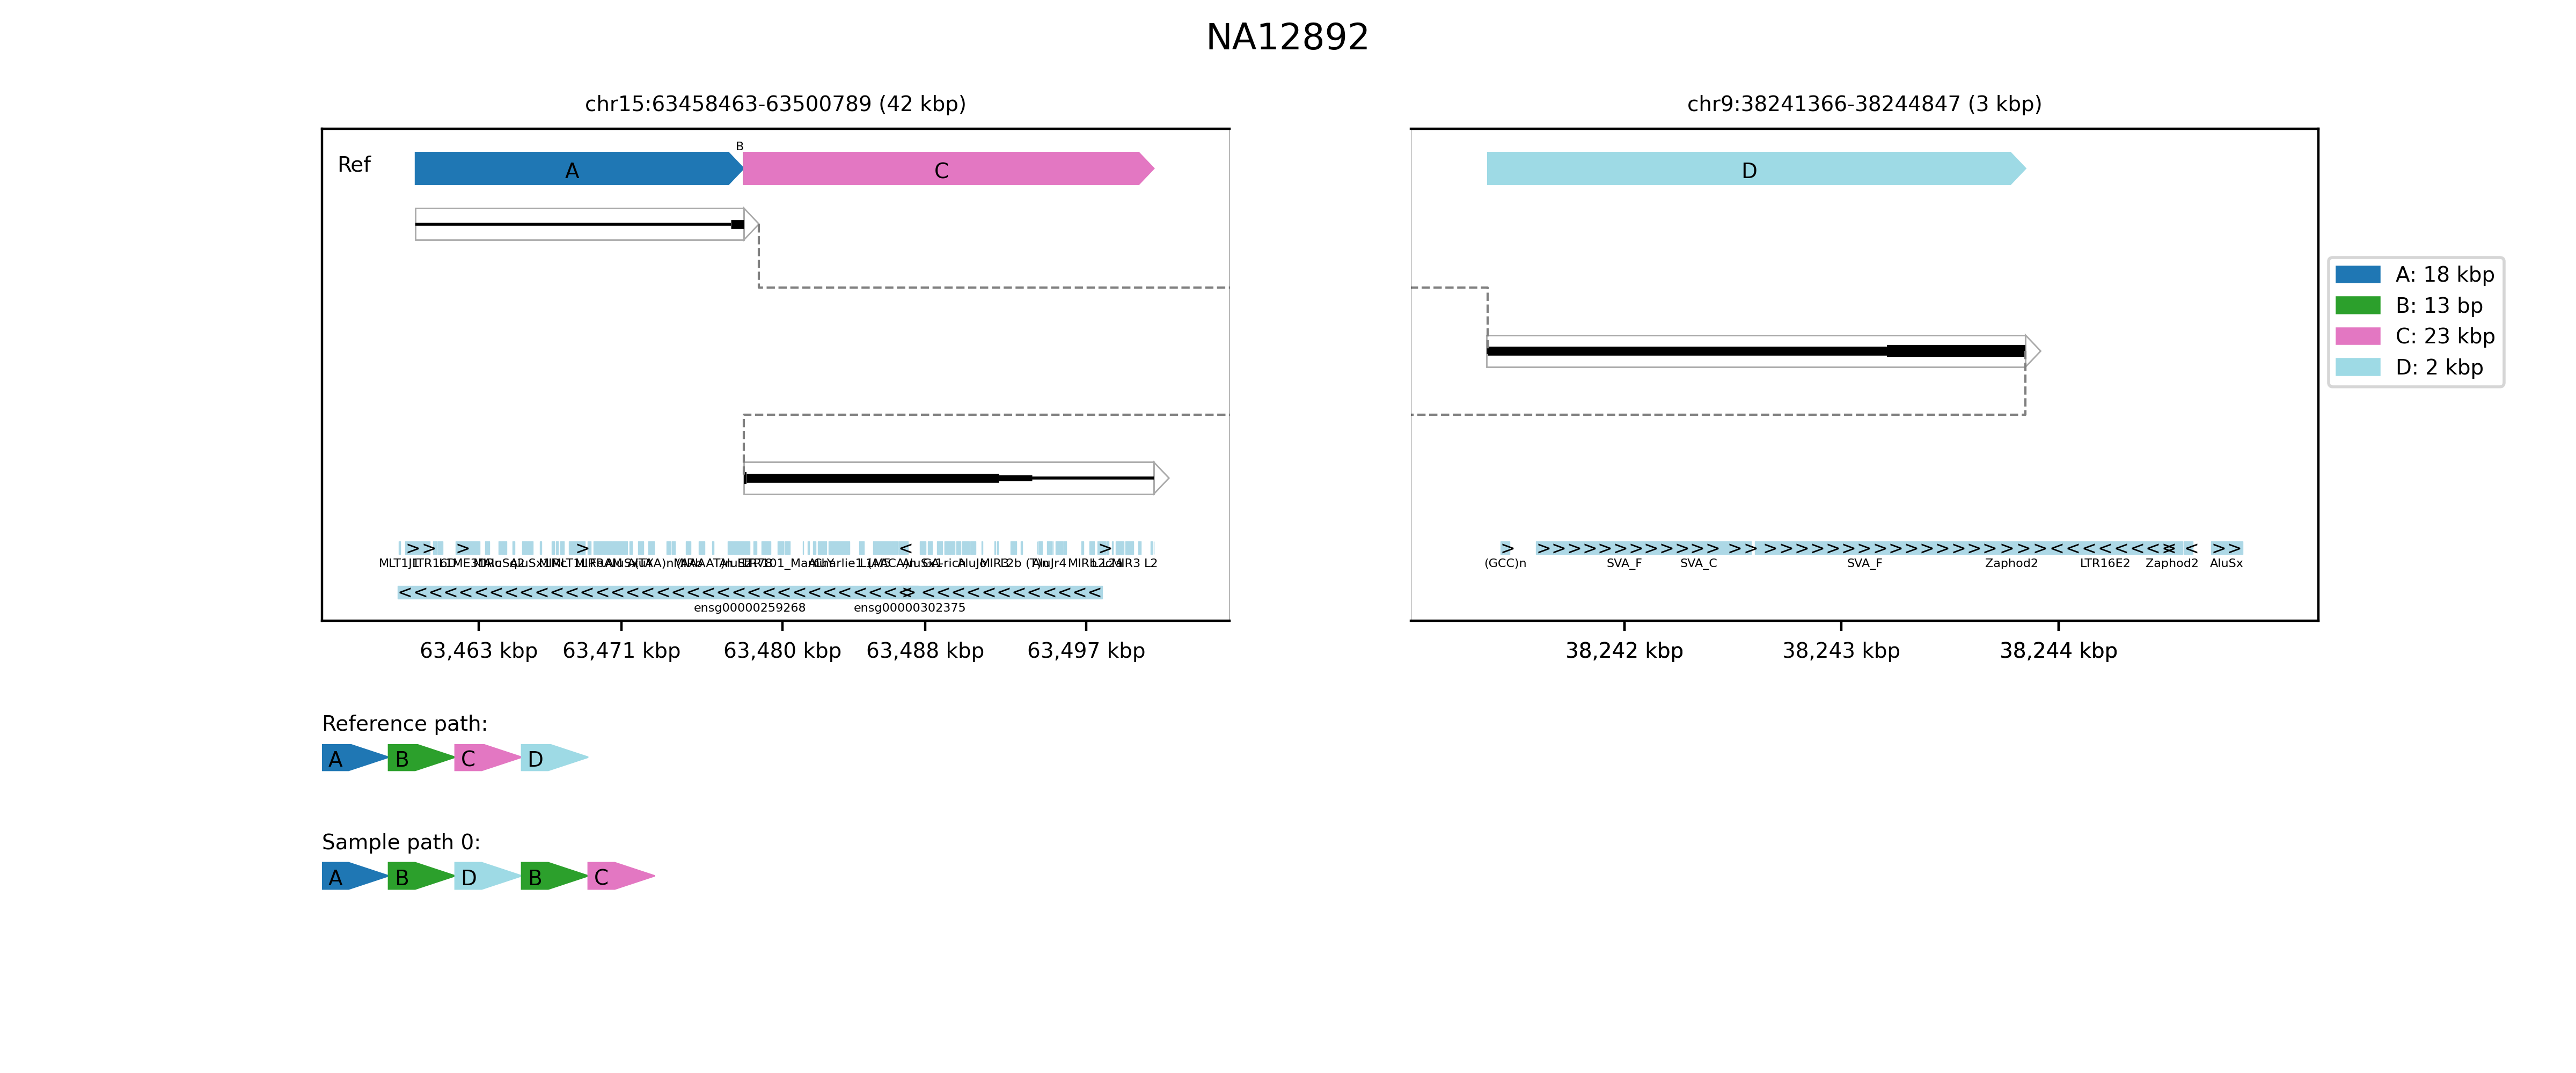 NA12892
chr15:63458463-63500789 (42 kbp)
chr9:38241366-38244847 (3 kbp)
Ref
A
B
C
D
A: 18 kbp
B: 13 bp
C: 23 kbp
D: 2 kbp
(GCC)n SVA_F SVA_C SVA_F Zaphod2 LTR16E2 Zaphod2 AluSx
ensg00000259268 ensg00000302375
63,463 kbp 63,471 kbp 63,480 kbp 63,488 kbp 63,497 kbp
38,242 kbp 38,243 kbp 38,244 kbp
Reference path:
A B C D
Sample path 0:
A B D B C